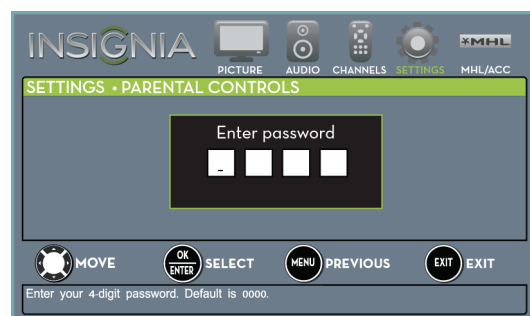 INSIGNIA
PICTURE AUDIO CHANNELS SETTINGS MHL MHL/ACC
SETTINGS • PARENTAL CONTROLS
Enter password
-
MOVE OK ENTER SELECT MENU PREVIOUS EXIT EXIT
Enter your 4-digit password. Default is 0000.